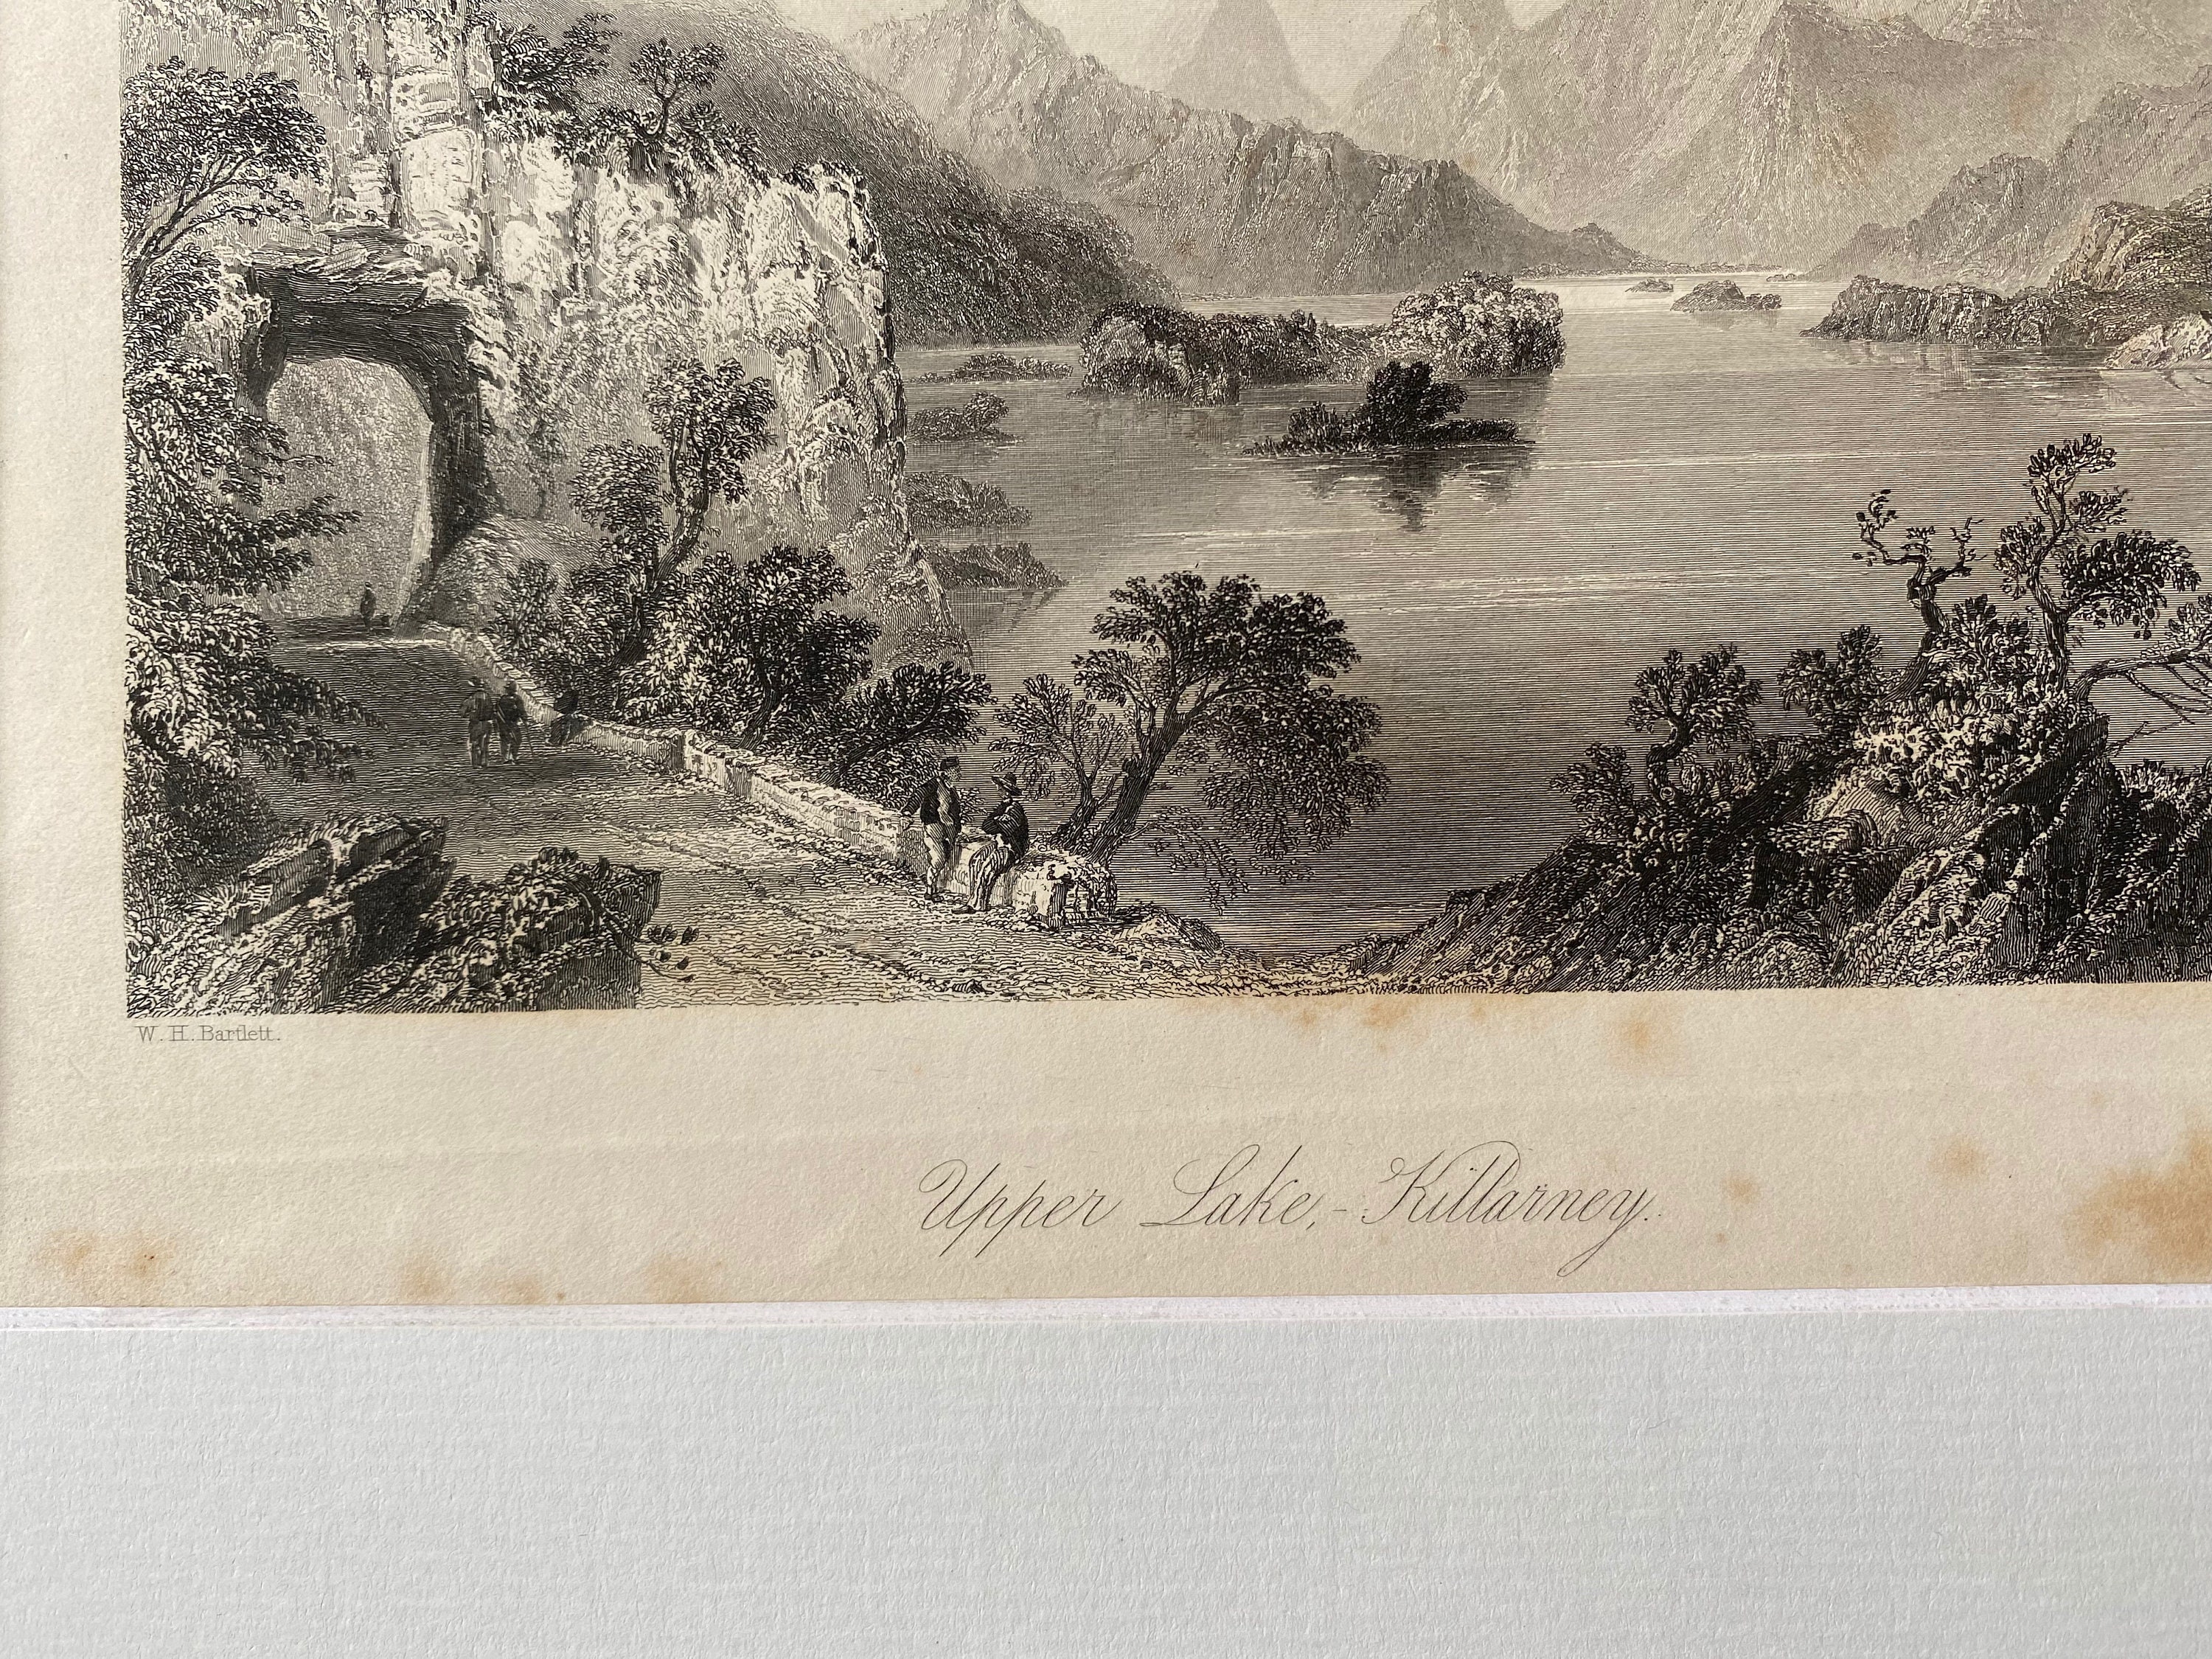 W. H. Bartlett.
Upper Lake,-Killarney.